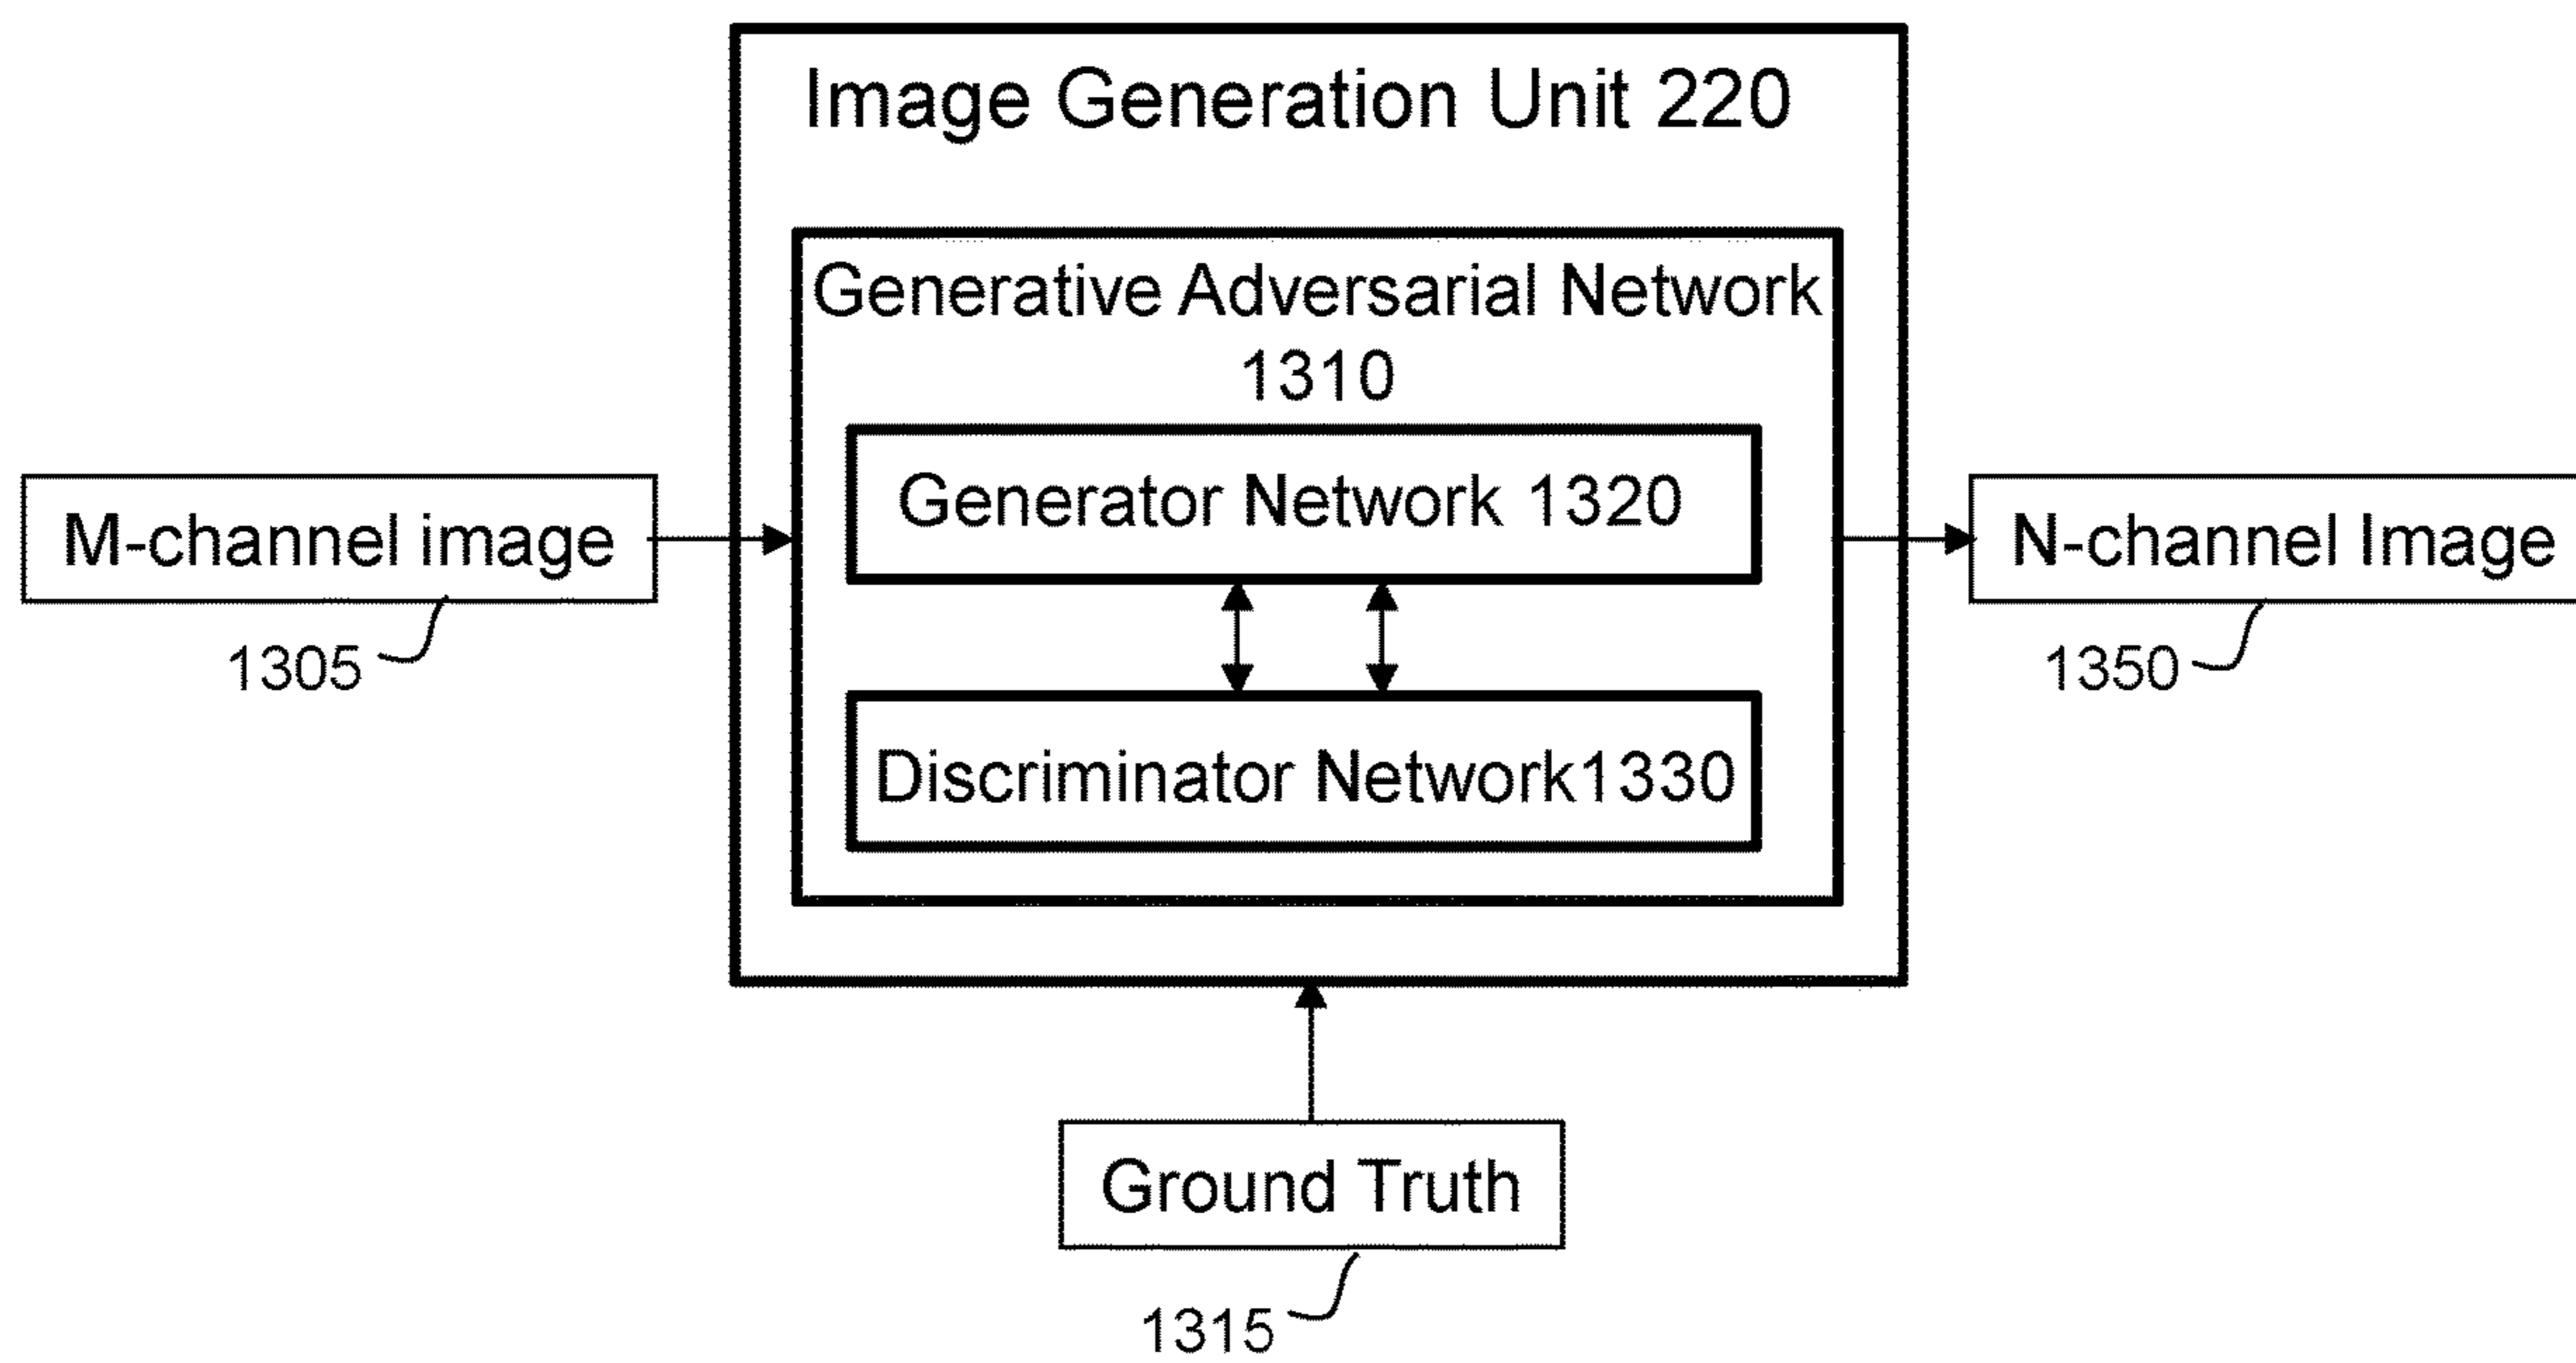 Image Generation Unit 220
Generative Adversarial Network
1310
Generator Network 1320
M-channel image
1305
N-channel Image
1350
Discriminator Network1330
Ground Truth
1315